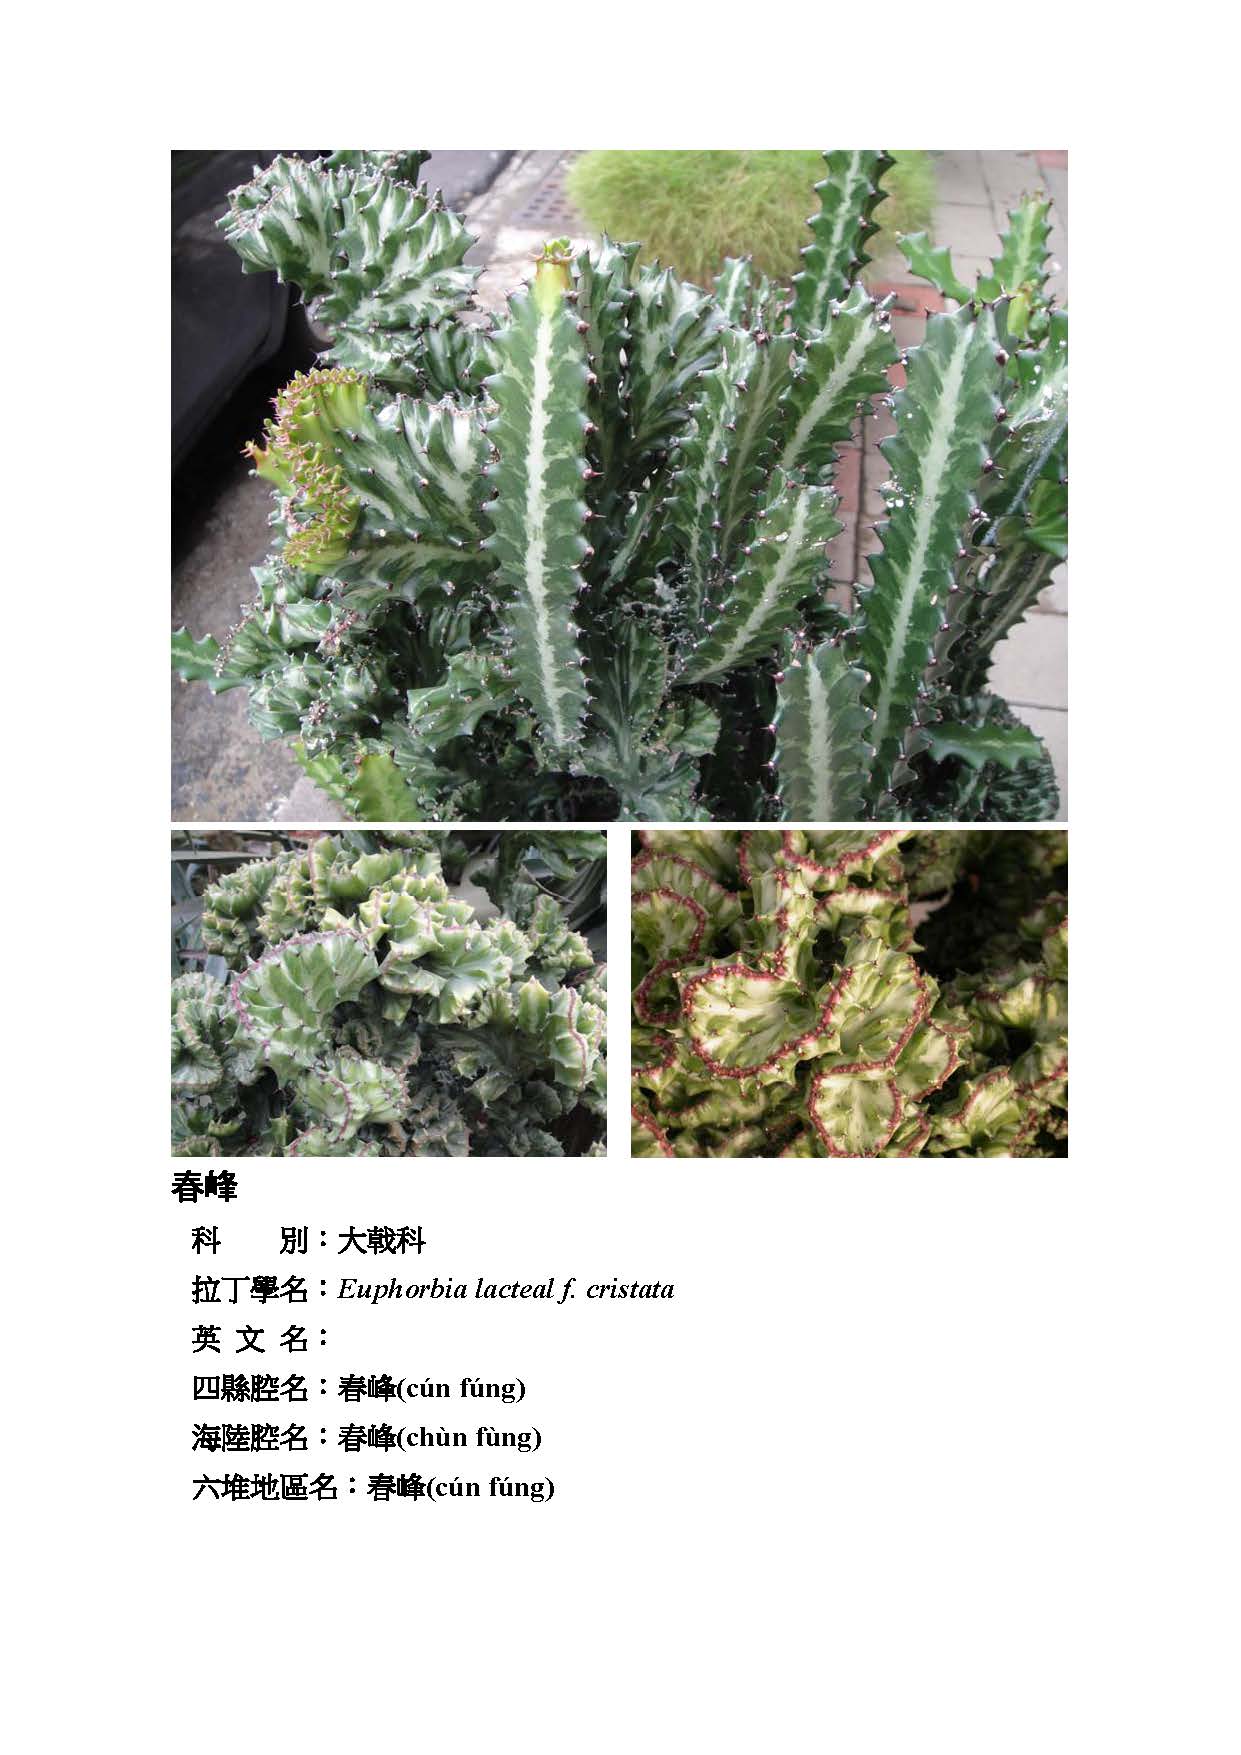 春峰
科　　別：大戟科
拉丁學名：Euphorbia lacteal f. cristata
英 文 名：
四縣腔名：春峰(cún fúng)
海陸腔名：春峰(chùn fùng)
六堆地區名：春峰(cún fúng)